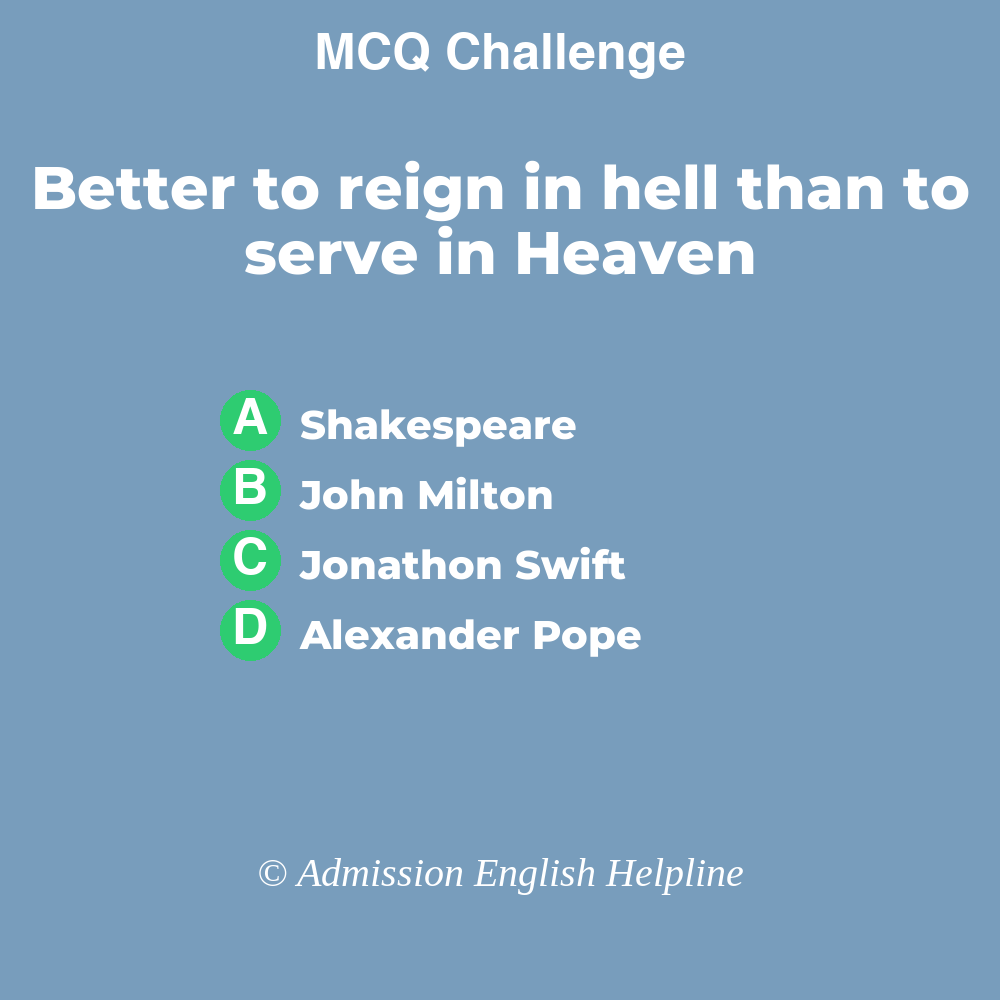 MCQ Challenge
Better to reign in hell than to
serve in Heaven
A Shakespeare
B John Milton
C Jonathon Swift
D Alexander Pope
© Admission English Helpline